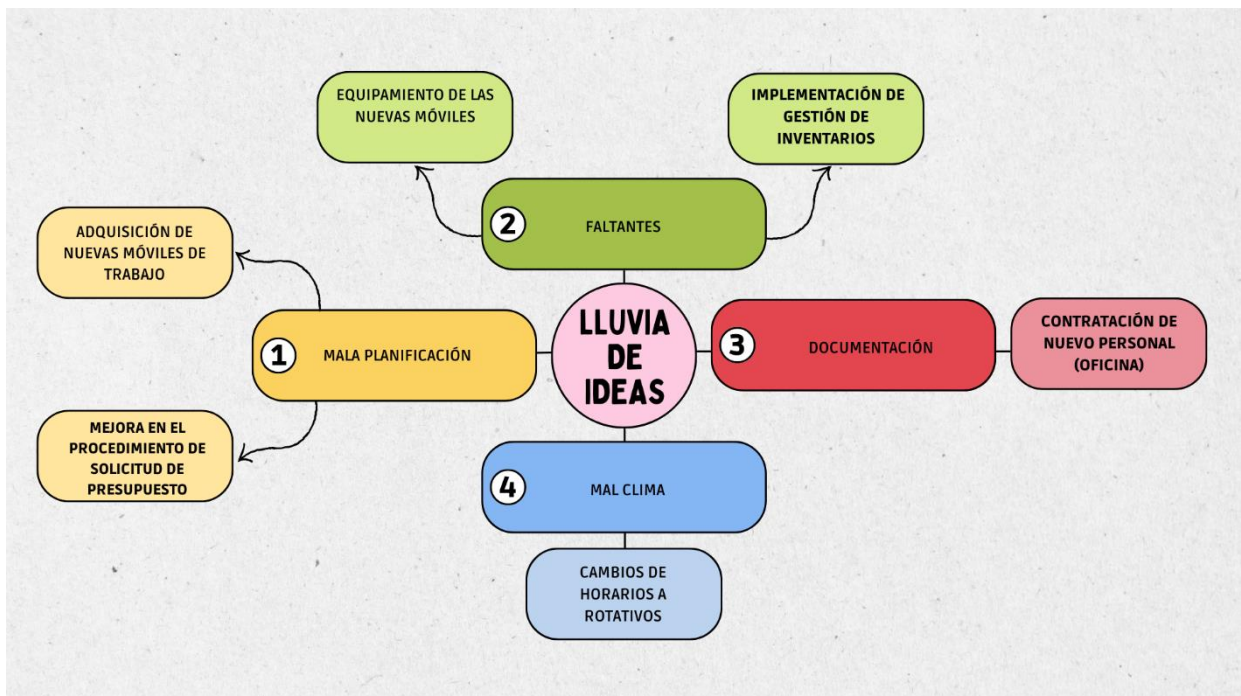 EQUIPAMIENTO DE LAS
NUEVAS MÓVILES
IMPLEMENTACIÓN DE
GESTIÓN DE
INVENTARIOS
2
FALTANTES
ADQUISICIÓN DE
NUEVAS MÓVILES DE
TRABAJO
1
MALA PLANIFICACIÓN
MEJORA EN EL
PROCEDIMIENTO DE
SOLICITUD DE
PRESUPUESTO
LLUVIA
DE
IDEAS
3
DOCUMENTACIÓN
CONTRATACIÓN DE
NUEVO PERSONAL
(OFICINA)
4
MAL CLIMA
CAMBIOS DE
HORARIOS A
ROTATIVOS